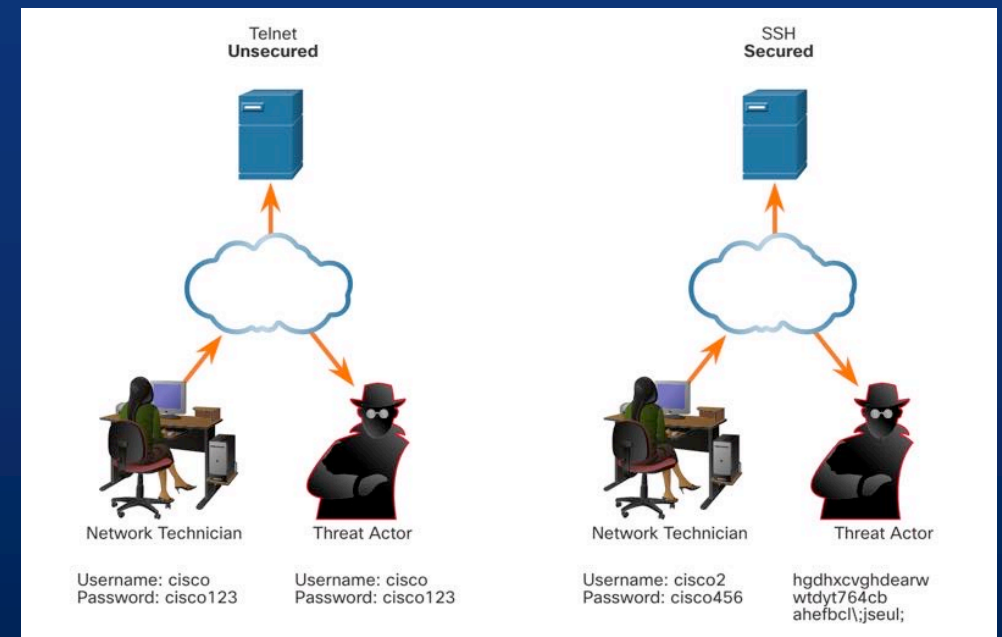 Telnet
Unsecured
Network Technician
Threat Actor
Username: cisco
Password: cisco123
Username: cisco
Password: cisco123
SSH
Secured
Network Technician
Threat Actor
Username: cisco2
Password: cisco456
hgdhxcvghdearw
wtdyt764cb
ahefbcl\;jseul;